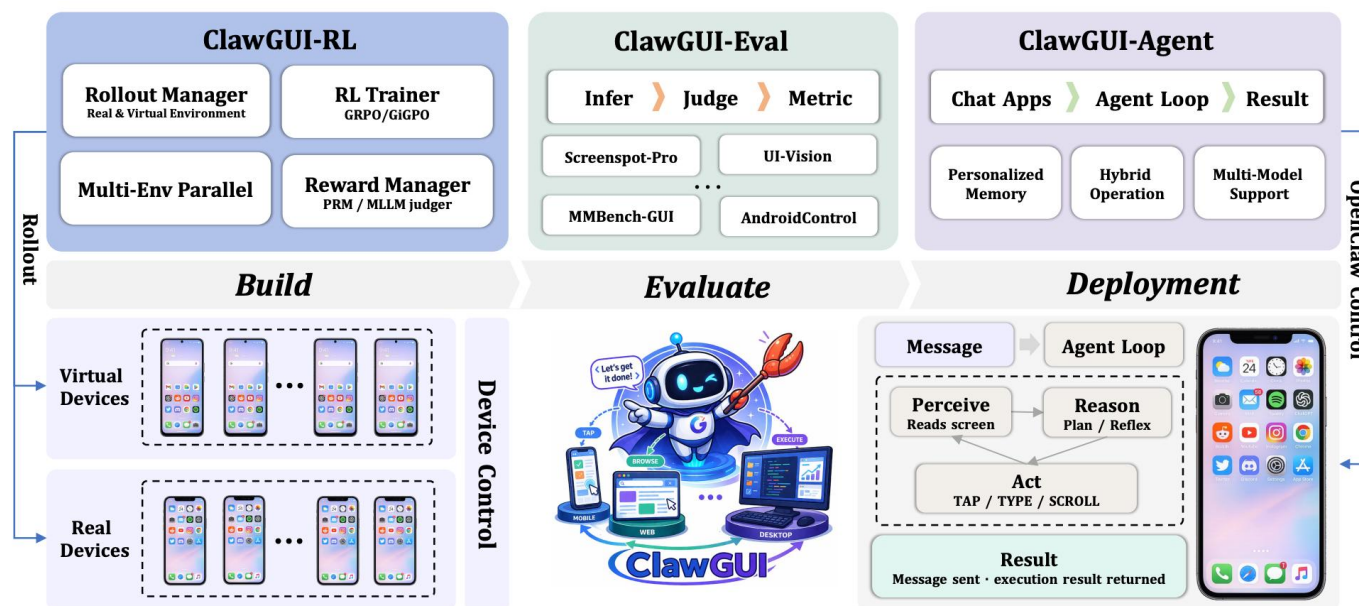 ClawGUI-RL
Rollout Manager
Real & Virtual Environment
RL Trainer
GRPO/GiGPO
Multi-Env Parallel
Reward Manager
PRM / MLLM judger
ClawGUI-Eval
Infer
Judge
Metric
Screenspot-Pro
UI-Vision
...
MMBench-GUI
AndroidControl
ClawGUI-Agent
Chat Apps
Agent Loop
Result
Personalized
Memory
Hybrid
Operation
Multi-Model
Support
Rollout
OpenClaw Control
Build
Evaluate
Deployment
Virtual
Devices
...
Real
Devices
...
Device Control
Let's get
it done!
G
TAP
BROWSE
EXECUTE
...
MOBILE
WEB
DESKTOP
ClawGUI
Message
Agent Loop
Perceive
Reads screen
Reason
Plan / Reflex
Act
TAP / TYPE / SCROLL
Result
Message sent · execution result returned
24